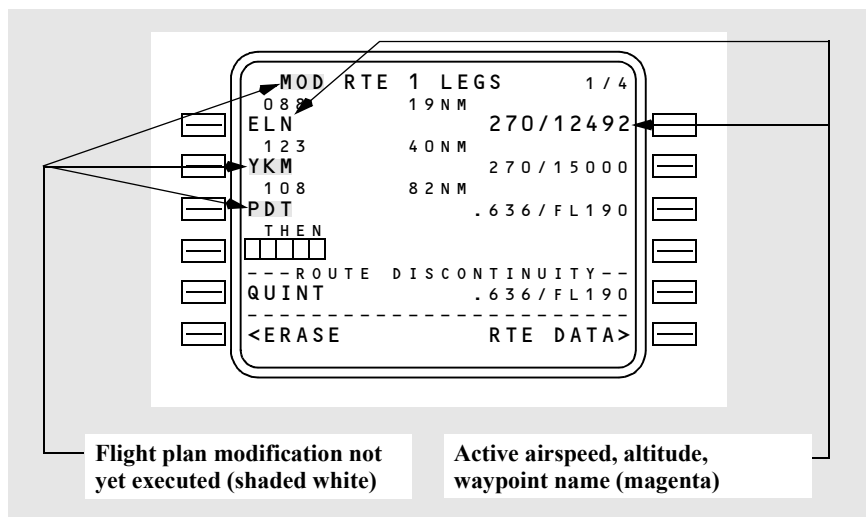 MOD RTE 1 LEGS 1/4
088 19NM
ELN 270/12492
123 40NM
YKM 270/15000
108 82NM
PDT .636/FL190
THEN
---ROUTE DISCONTINUITY--
QUINT .636/FL190
------------------------
<ERASE RTE DATA>
Flight plan modification not
yet executed (shaded white)
Active airspeed, altitude,
waypoint name (magenta)